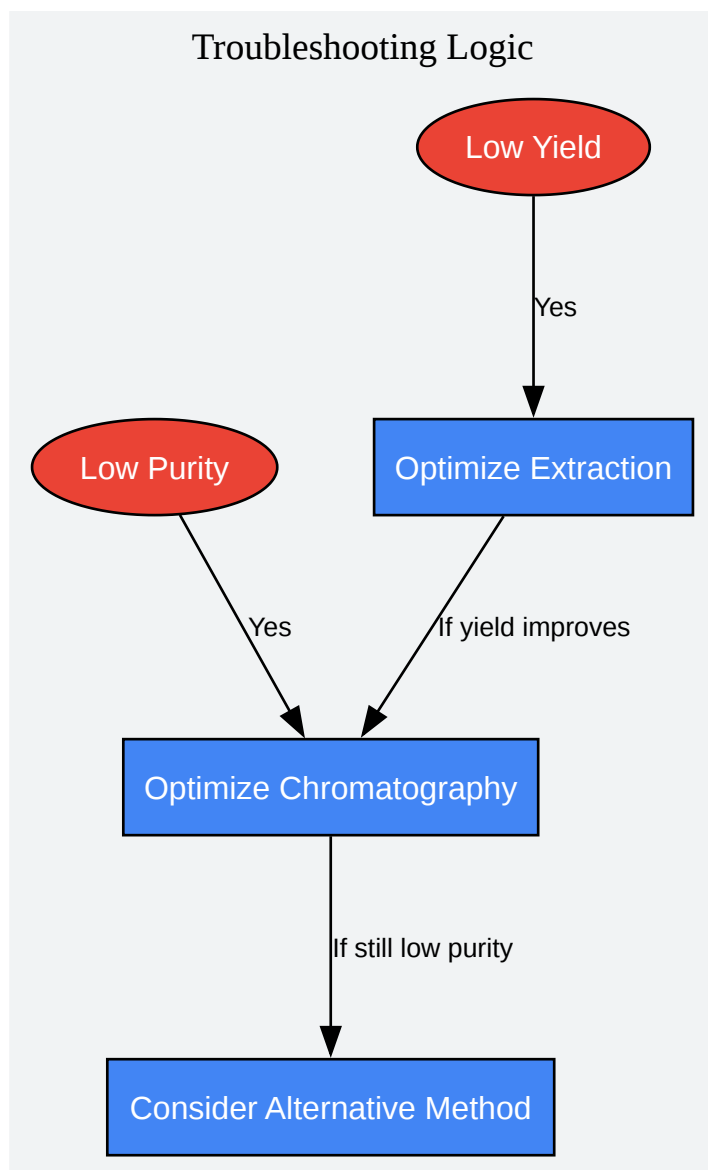 Troubleshooting Logic
Low Yield
Yes
Low Purity
Optimize Extraction
Yes
If yield improves
Optimize Chromatography
If still low purity
Consider Alternative Method